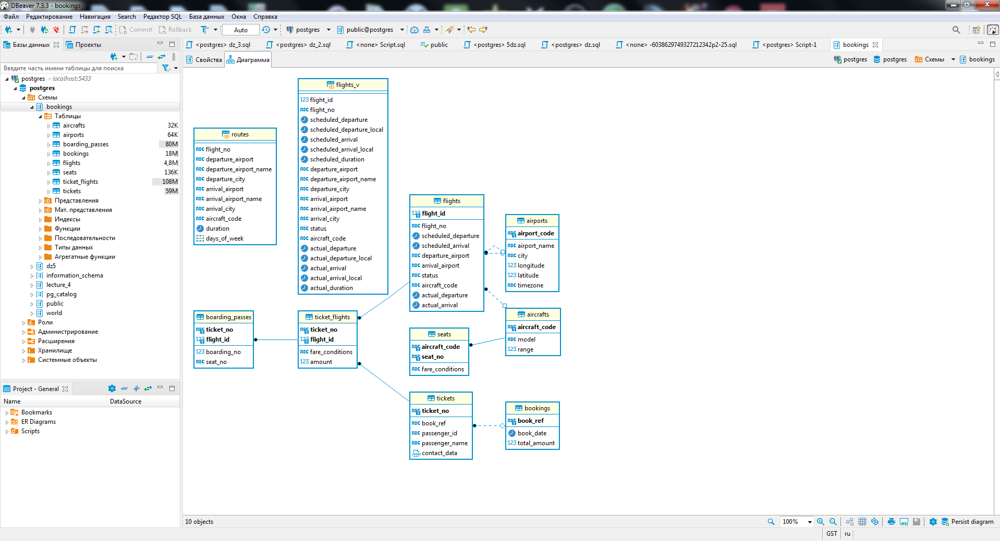 DBeaver 7.3.3 - bookings
Файл Редактирование Навигация Search Редактор SQL База данных Окна Справка
Commit Rollback Auto postgres public@postgres
Базы данных Проекты
<postgres> dz_3.sql <postgres> dz_2.sql <none> Script.sql public <postgres> 5dz.sql <postgres> dz.sql <none> -6038629749327212342p2-25.sql <postgres> Script-1 bookings
Свойства Диаграмма
postgres postgres Схемы bookings
Введите часть имени таблицы для поиска
postgres - localhost:5433
postgres
Схемы
bookings
Таблицы
aircrafts 32K
airports 64K
boarding_passes 80M
bookings 18M
flights 4,8M
seats 136K
ticket_flights 108M
tickets 59M
Представления
Мат. представления
Индексы
Функции
Последовательности
Типы данных
Агрегатные функции
dz5
information_schema
lecture_4
pg_catalog
public
world
Роли
Администрирование
Расширения
Хранилище
Системные объекты
Project - General
Name DataSource
Bookmarks
ER Diagrams
Scripts
routes
ABC flight_no
ABC departure_airport
ABC departure_airport_name
ABC departure_city
ABC arrival_airport
ABC arrival_airport_name
ABC arrival_city
ABC aircraft_code
duration
days_of_week
flights_v
123 flight_id
ABC flight_no
scheduled_departure
scheduled_departure_local
scheduled_arrival
scheduled_arrival_local
scheduled_duration
ABC departure_airport
ABC departure_airport_name
ABC departure_city
ABC arrival_airport
ABC arrival_airport_name
ABC arrival_city
ABC status
ABC aircraft_code
actual_departure
actual_departure_local
actual_arrival
actual_arrival_local
actual_duration
flights
123 flight_id
ABC flight_no
scheduled_departure
scheduled_arrival
ABC departure_airport
ABC arrival_airport
ABC status
ABC aircraft_code
actual_departure
actual_arrival
airports
ABC airport_code
ABC airport_name
ABC city
123 longitude
123 latitude
ABC timezone
boarding_passes
ABC ticket_no
123 flight_id
123 boarding_no
ABC seat_no
ticket_flights
ABC ticket_no
123 flight_id
ABC fare_conditions
123 amount
seats
ABC aircraft_code
ABC seat_no
ABC fare_conditions
aircrafts
ABC aircraft_code
ABC model
123 range
tickets
ABC ticket_no
ABC book_ref
ABC passenger_id
ABC passenger_name
JSON contact_data
bookings
ABC book_ref
book_date
123 total_amount
10 objects
100%
Persist diagram
GST ru